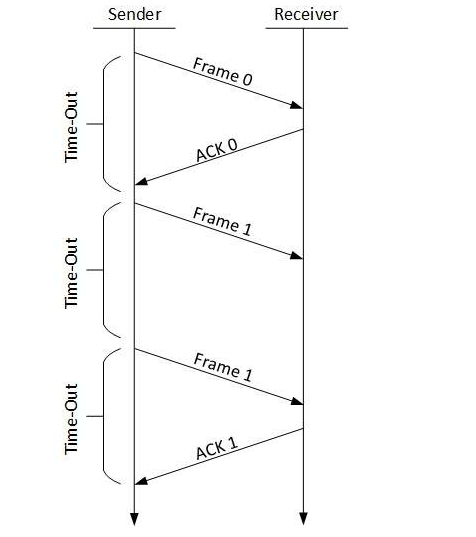 Sender
Receiver
Frame 0
Time-Out
ACK 0
Frame 1
Time-Out
Frame 1
Time-Out
ACK 1